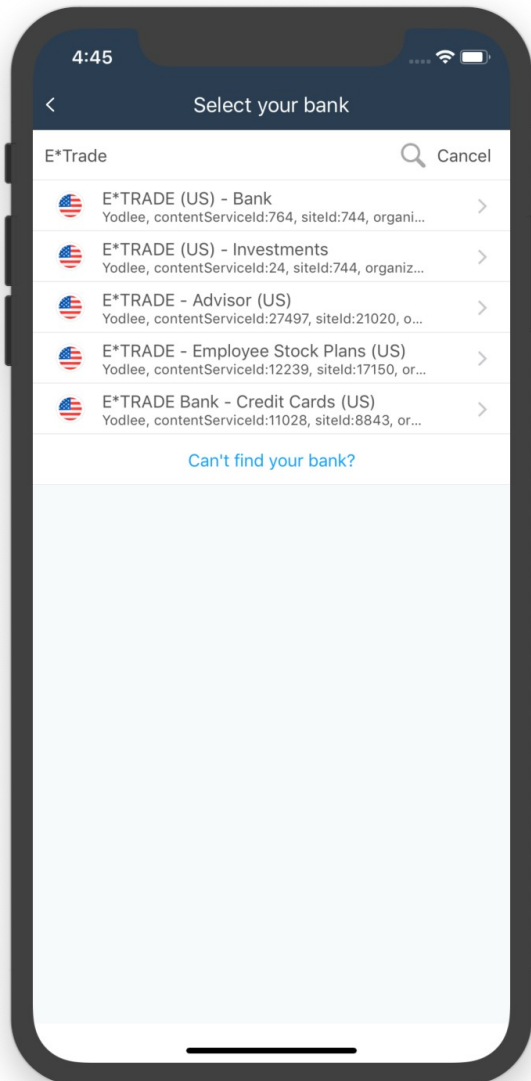 4:45
Select your bank
E*Trade Cancel
E*TRADE (US) - Bank
Yodlee, contentServiceId:764, siteId:744, organi...
E*TRADE (US) - Investments
Yodlee, contentServiceId:24, siteId:744, organiz...
E*TRADE - Advisor (US)
Yodlee, contentServiceId:27497, siteId:21020, o...
E*TRADE - Employee Stock Plans (US)
Yodlee, contentServiceId:12239, siteId:17150, or...
E*TRADE Bank - Credit Cards (US)
Yodlee, contentServiceId:11028, siteId:8843, or...
Can't find your bank?